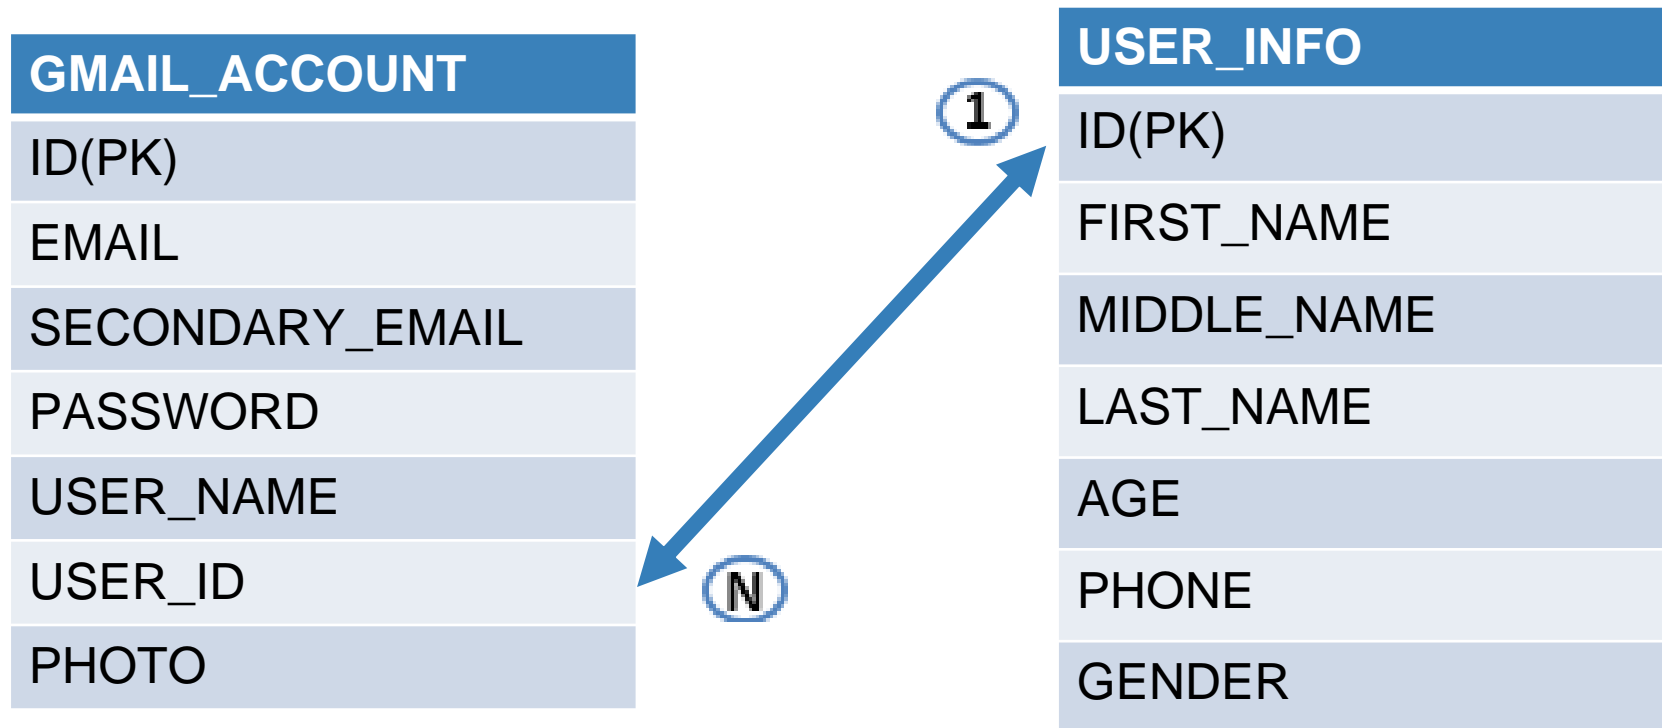 GMAIL_ACCOUNT
ID(PK)
EMAIL
SECONDARY_EMAIL
PASSWORD
USER_NAME
USER_ID
PHOTO
1
N
USER_INFO
ID(PK)
FIRST_NAME
MIDDLE_NAME
LAST_NAME
AGE
PHONE
GENDER